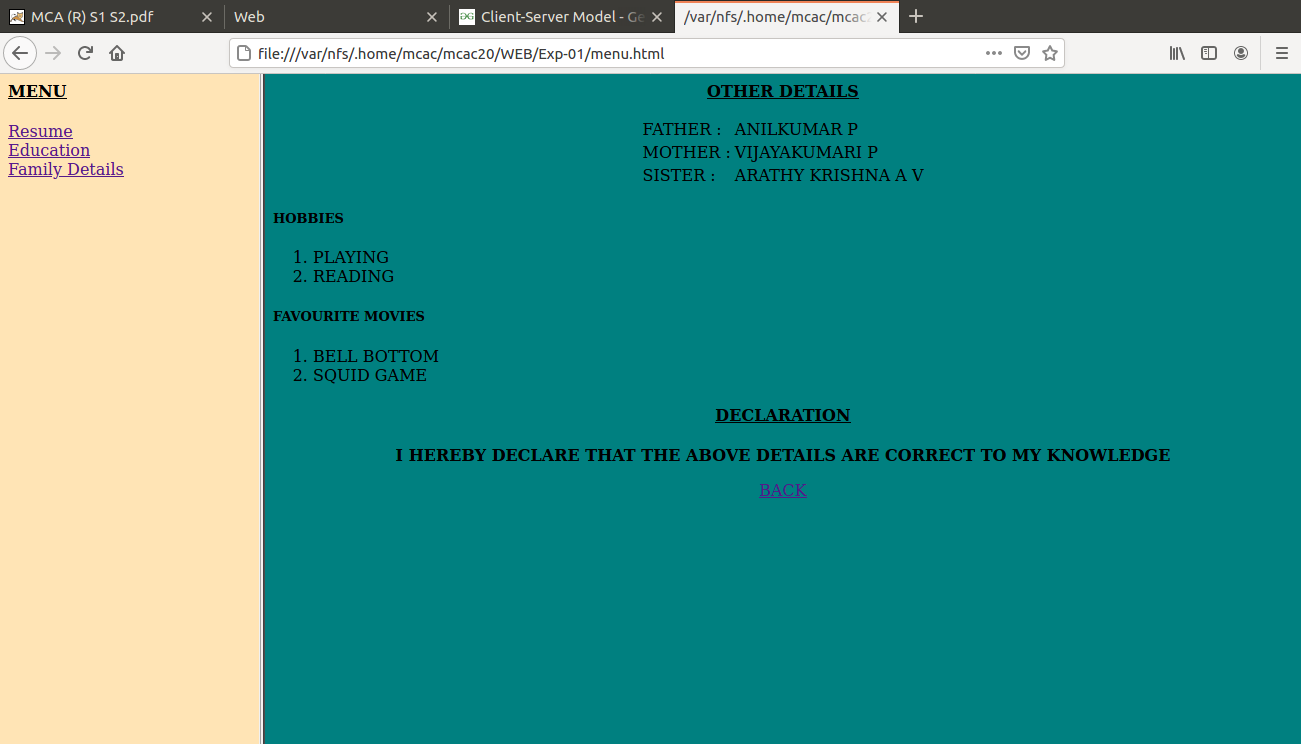 MCA (R) S1 S2.pdf
Web
Client-Server Model - Ge
/var/nfs/.home/mcac/mcac2
file:///var/nfs/.home/mcac/mcac20/WEB/Exp-01/menu.html
MENU
Resume
Education
Family Details
OTHER DETAILS
FATHER : ANILKUMAR P
MOTHER : VIJAYAKUMARI P
SISTER : ARATHY KRISHNA A V
HOBBIES
1. PLAYING
2. READING
FAVOURITE MOVIES
1. BELL BOTTOM
2. SQUID GAME
DECLARATION
I HEREBY DECLARE THAT THE ABOVE DETAILS ARE CORRECT TO MY KNOWLEDGE
BACK